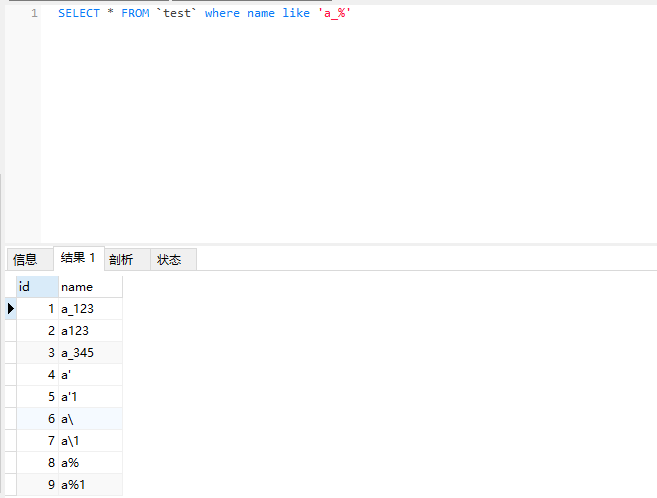 1 SELECT * FROM `test` where name like 'a_%'
信息 结果 1 剖析 状态
id name
1 a_123
2 a123
3 a_345
4 a'
5 a'1
6 a\
7 a\1
8 a%
9 a%1